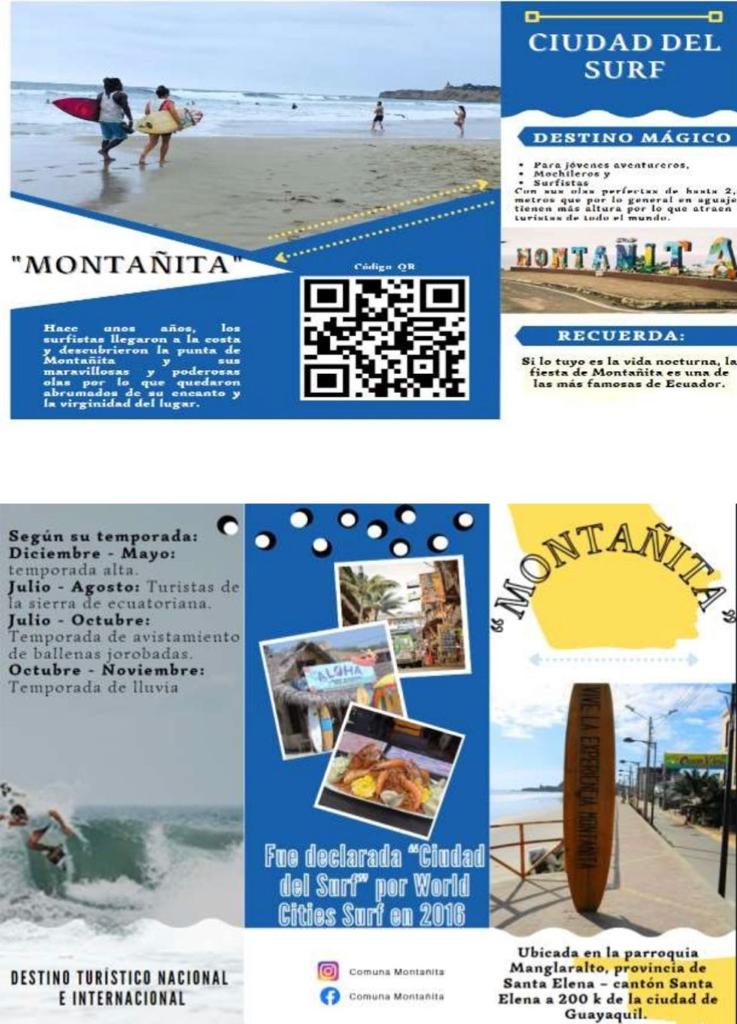 CIUDAD DEL
SURF
DESTINO MÁGICO
• Para jóvenes aventureros,
• Mochileros y
• Surfistas
Con sus olas perfectas de hasta 2,
metros que por lo general en aguaje
tienen más altura por lo que atraen
turistas de todo el mundo.
MONTAÑITA
RECUERDA:
Si lo tuyo es la vida nocturna, la
fiesta de Montañita es una de
las más famosas de Ecuador.
"MONTAÑITA"
Código QR
Hace unos años, los
surfistas llegaron a la costa
y descubrieron la punta de
Montañita y sus
maravillosas y poderosas
olas por lo que quedaron
abrumados de su encanto y
la virginidad del lugar.
Según su temporada:
Diciembre - Mayo:
temporada alta.
Julio - Agosto: Turistas de
la sierra de ecuatoriana.
Julio - Octubre:
Temporada de avistamiento
de ballenas jorobadas.
Octubre - Noviembre:
Temporada de lluvia
DESTINO TURÍSTICO NACIONAL
E INTERNACIONAL
ALOHA
Fue declarada “Ciudad
del Surf” por World
Cities Surf en 2016
Comuna Montañita
Comuna Montañita
“MONTAÑITA”
VIVE LA EXPERIENCIA MONTAÑITA
Ubicada en la parroquia
Manglaralto, provincia de
Santa Elena – cantón Santa
Elena a 200 k de la ciudad de
Guayaquil.